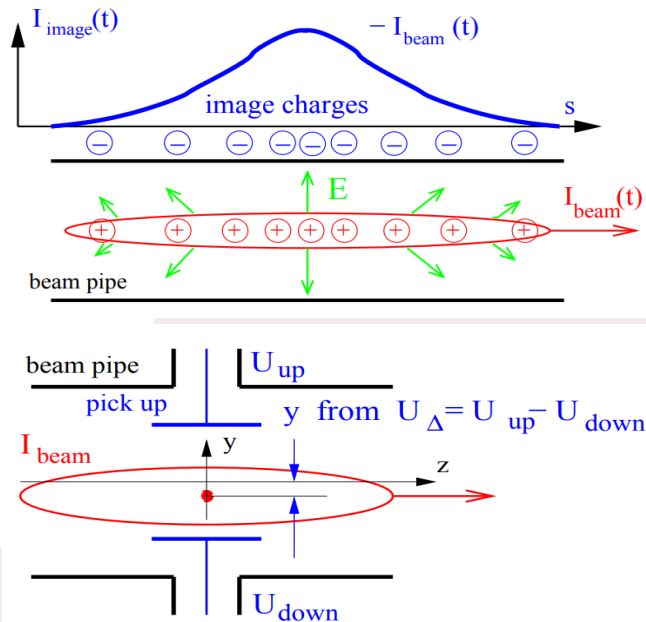 I image(t)
− I beam (t)
image charges
s
− − − − − − − − −
E
I beam(t)
+ + + + + + + + +
beam pipe
beam pipe
U up
pick up
y from U Δ = U up − U down
I beam
y
z
U down